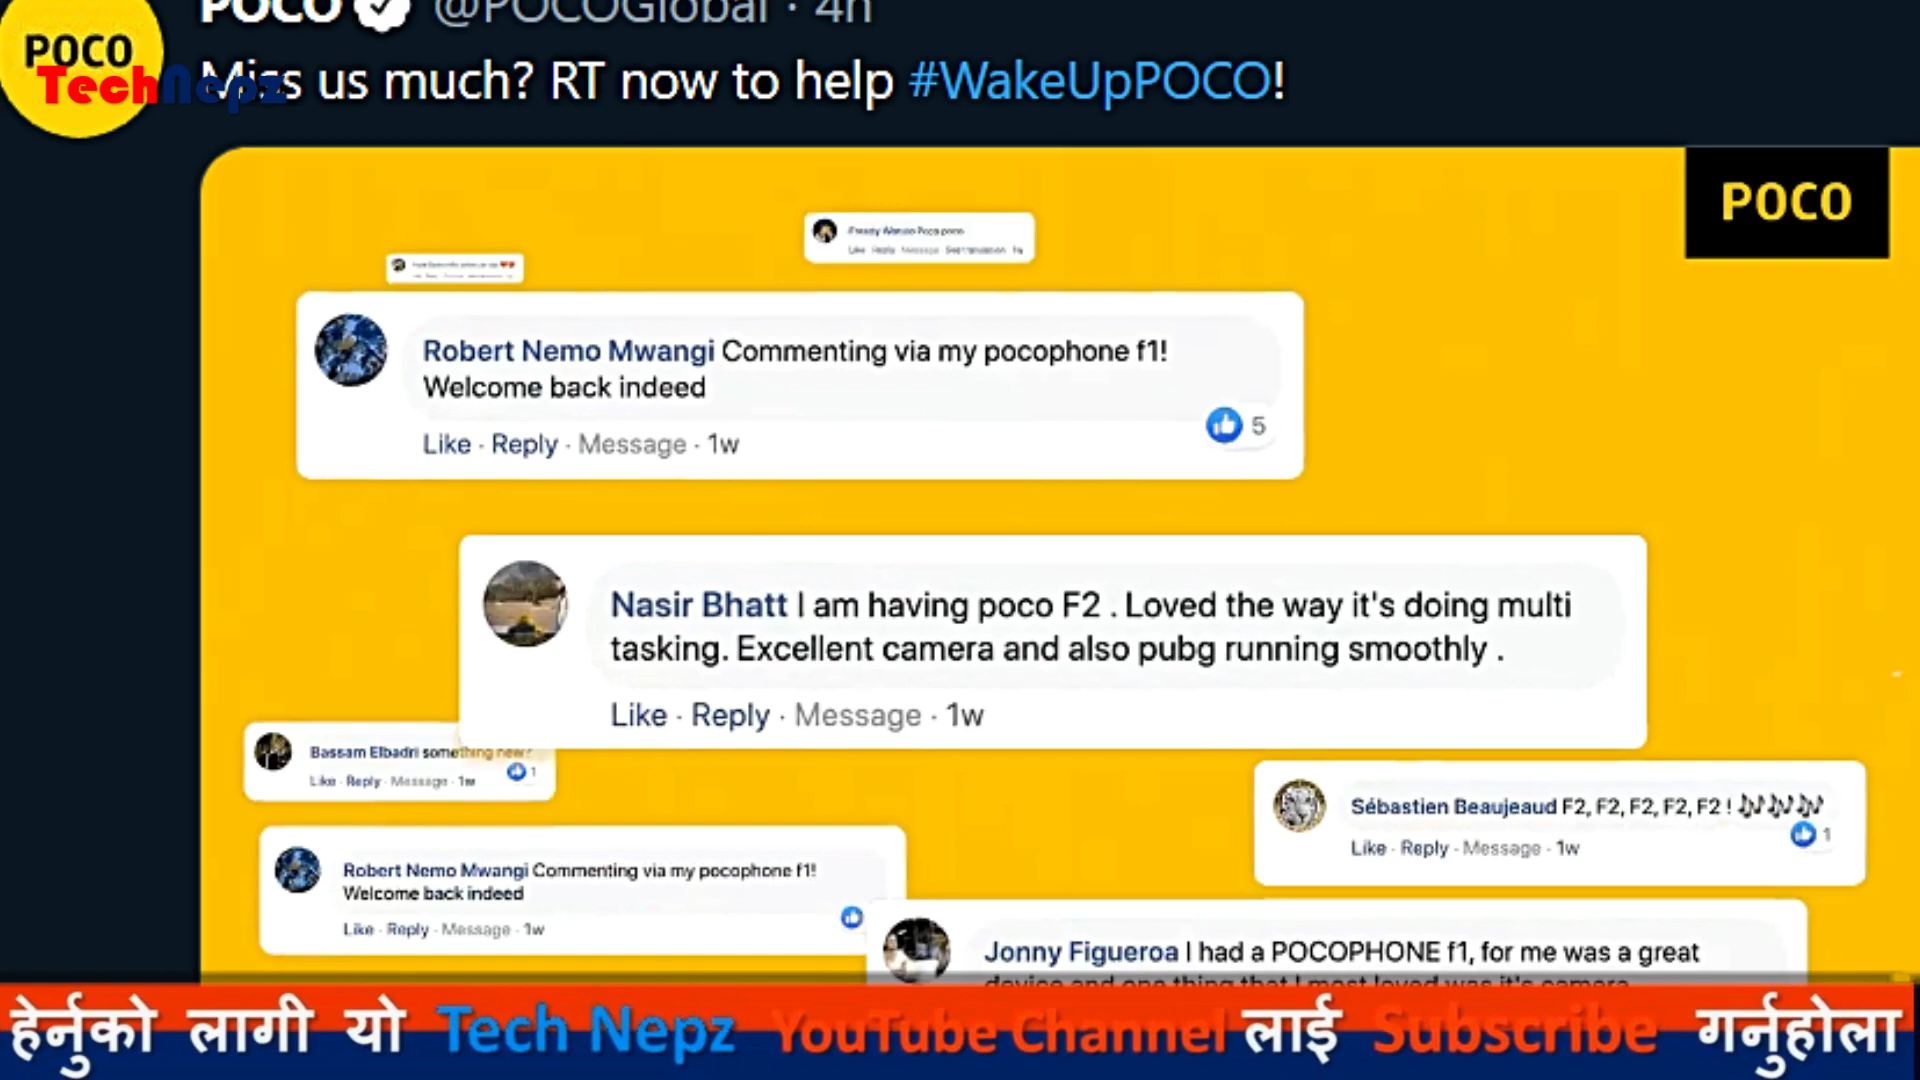 POCO @POCOGlobal · 4h
POCO
TechNepz
Miss us much? RT now to help #WakeUpPOCO!
POCO
Robert Nemo Mwangi Commenting via my pocophone f1!
Welcome back indeed
5
Like · Reply · Message · 1w
Nasir Bhatt I am having poco F2 . Loved the way it's doing multi
tasking. Excellent camera and also pubg running smoothly .
Like · Reply · Message · 1w
Bassam Elbadri something new?
Like · Reply · Message · 1w
1
Sébastien Beaujeaud F2, F2, F2, F2, F2 ! 🎶🎶🎶
1
Like · Reply · Message · 1w
Robert Nemo Mwangi Commenting via my pocophone f1!
Welcome back indeed
Like · Reply · Message · 1w
Jonny Figueroa I had a POCOPHONE f1, for me was a great
device and one thing that I most loved was it's camera
हेर्नुको लागी यो Tech Nepz YouTube Channel लाई Subscribe गर्नुहोला